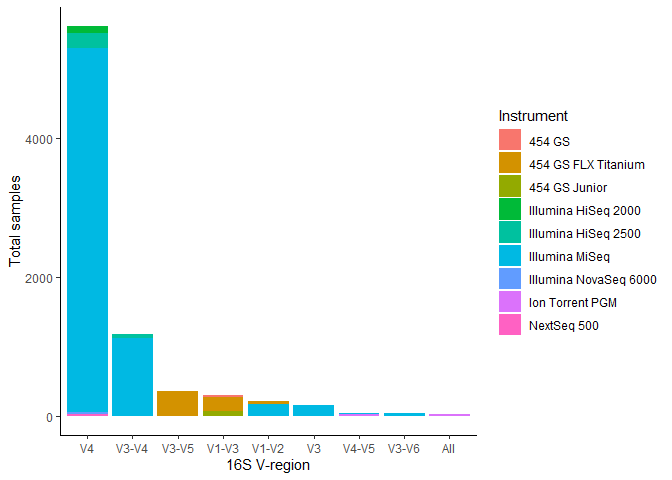 Total samples
4000
2000
0
V4 V3-V4 V3-V5 V1-V3 V1-V2 V3 V4-V5 V3-V6 All
16S V-region
Instrument
454 GS
454 GS FLX Titanium
454 GS Junior
Illumina HiSeq 2000
Illumina HiSeq 2500
Illumina MiSeq
Illumina NovaSeq 6000
Ion Torrent PGM
NextSeq 500